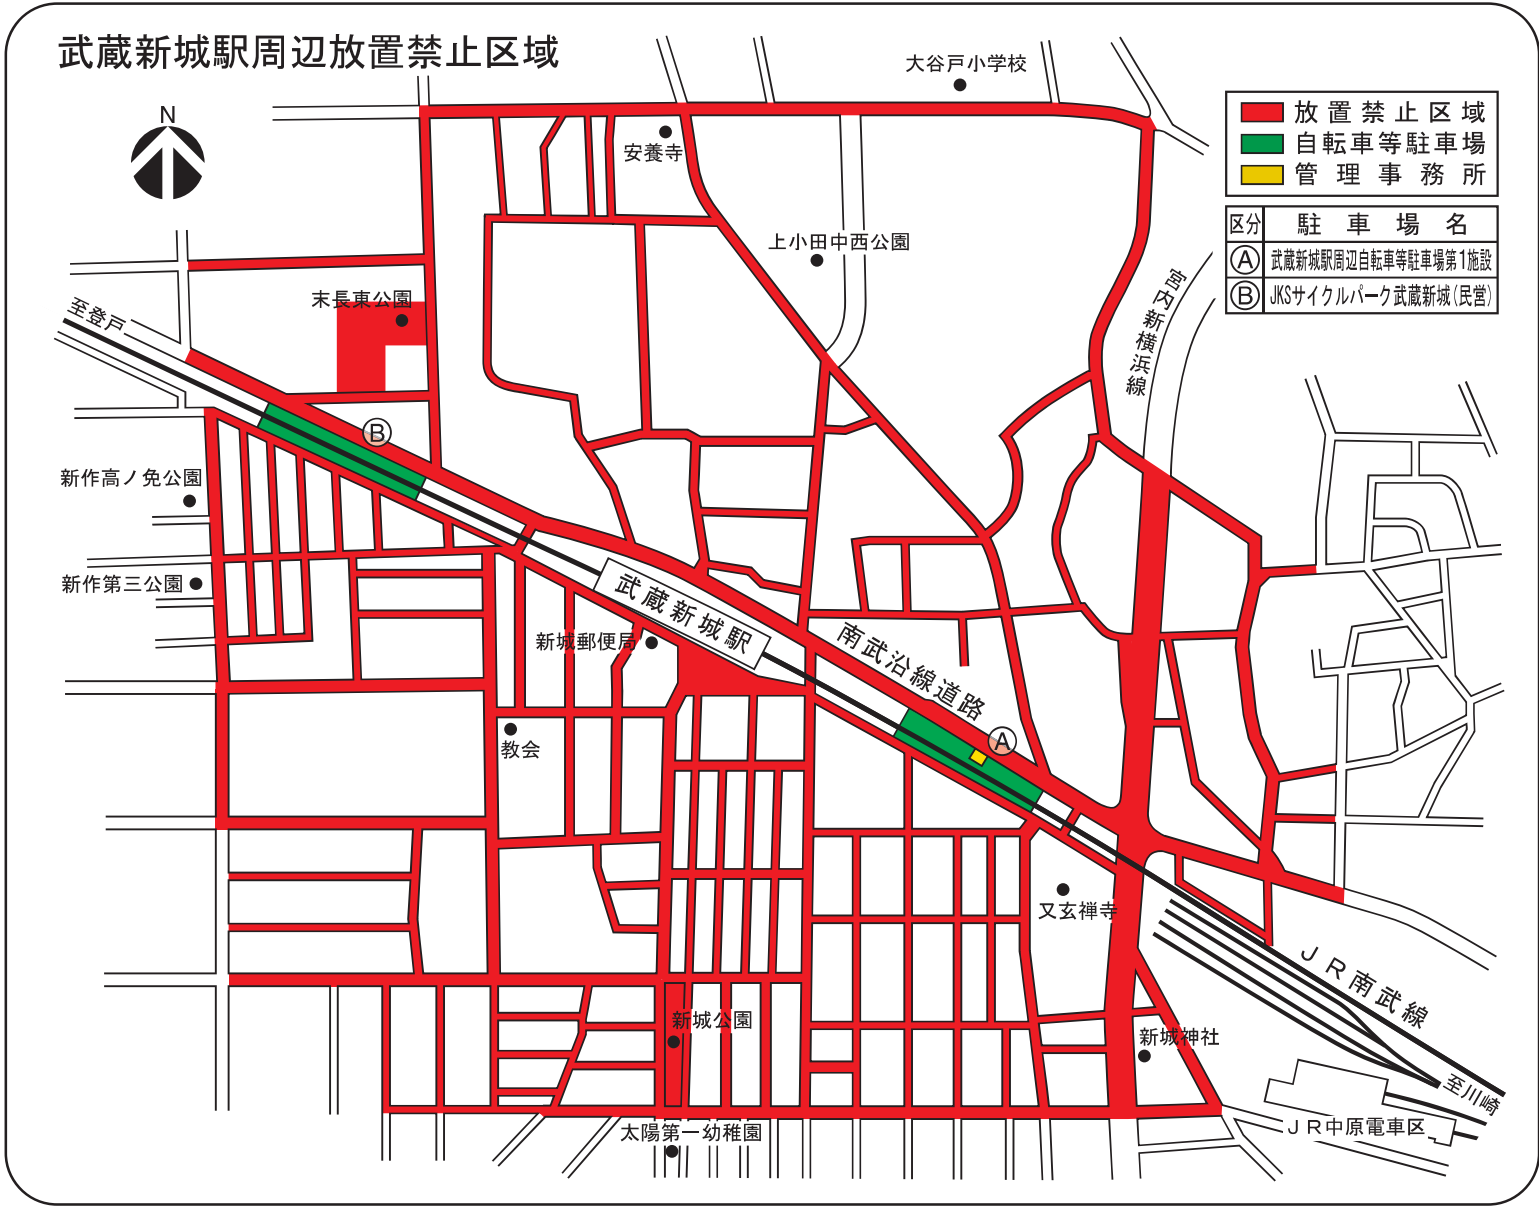 武蔵新城駅周辺放置禁止区域
N
大谷戸小学校
放置禁止区域
自転車等駐車場
管理事務所
区分 駐車場名
A 武蔵新城駅周辺自転車等駐車場第1施設
B JKSサイクルパーク武蔵新城(民営)
安養寺
上小田中西公園
宮内新横浜線
末長東公園
至登戸
B
新作高ノ免公園
新作第三公園
武蔵新城駅
新城郵便局
南武沿線道路
A
教会
又玄禅寺
JR南武線
新城公園
新城神社
至川崎
JR中原電車区
太陽第一幼稚園